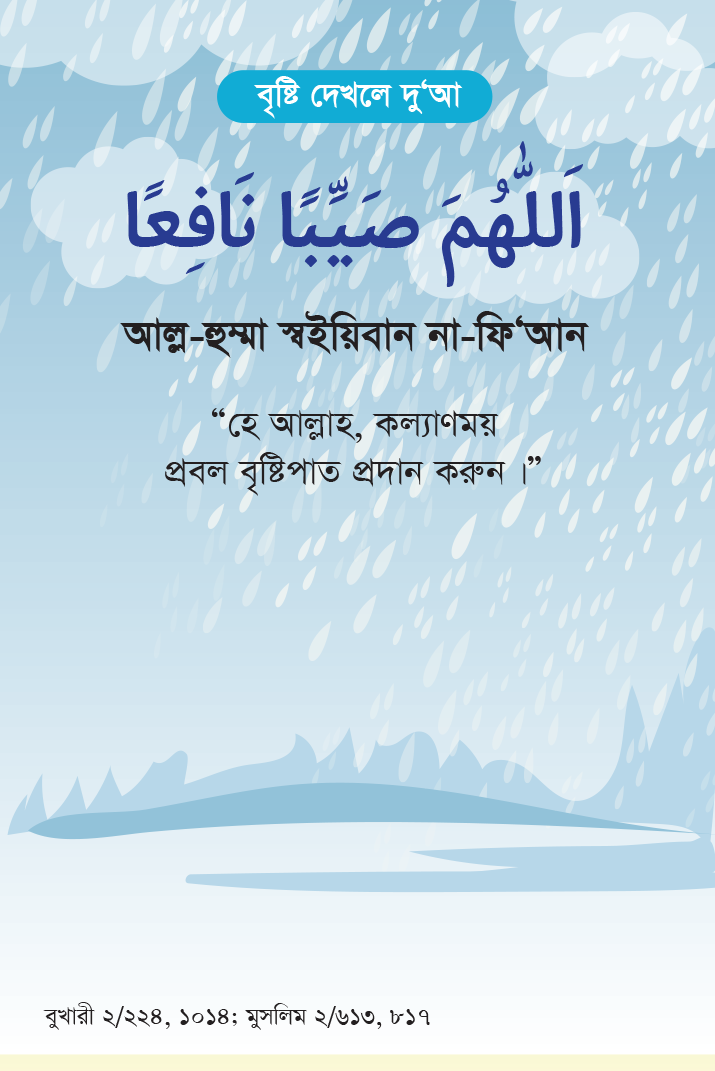 বৃষ্টি দেখলে দু‘আ
اَللّٰهُمَّ صَيِّبًا نَافِعًا
আল্ল-হুম্মা স্বইয়িবান না-ফি‘আন
“হে আল্লাহ, কল্যাণময়
প্রবল বৃষ্টিপাত প্রদান করুন।”
বুখারী ২/২২৪, ১০১৪; মুসলিম ২/৬১৩, ৮১৭